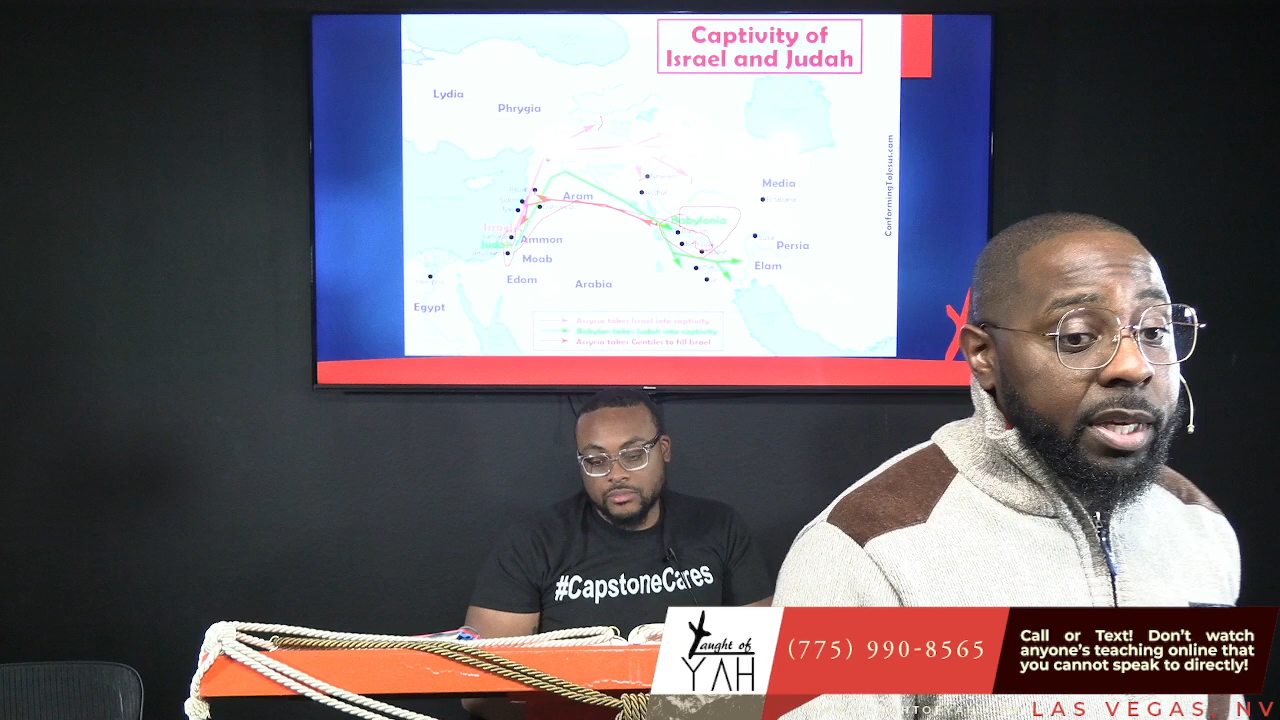 Captivity of
Israel and Judah
Lydia
Phrygia
ConformingToJesus.com
Media
Aram
Babylonia
Israel
Judah
Ammon
Persia
Moab
Elam
Edom
Arabia
Egypt
Assyria takes Israel into captivity
Babylon takes Judah into captivity
Assyria takes Gentiles to fill Israel
#CapstoneCares
Taught of
YAH
(775) 990-8565
Call or Text! Don't watch
anyone's teaching online that
you cannot speak to directly!
LAS VEGAS, NV